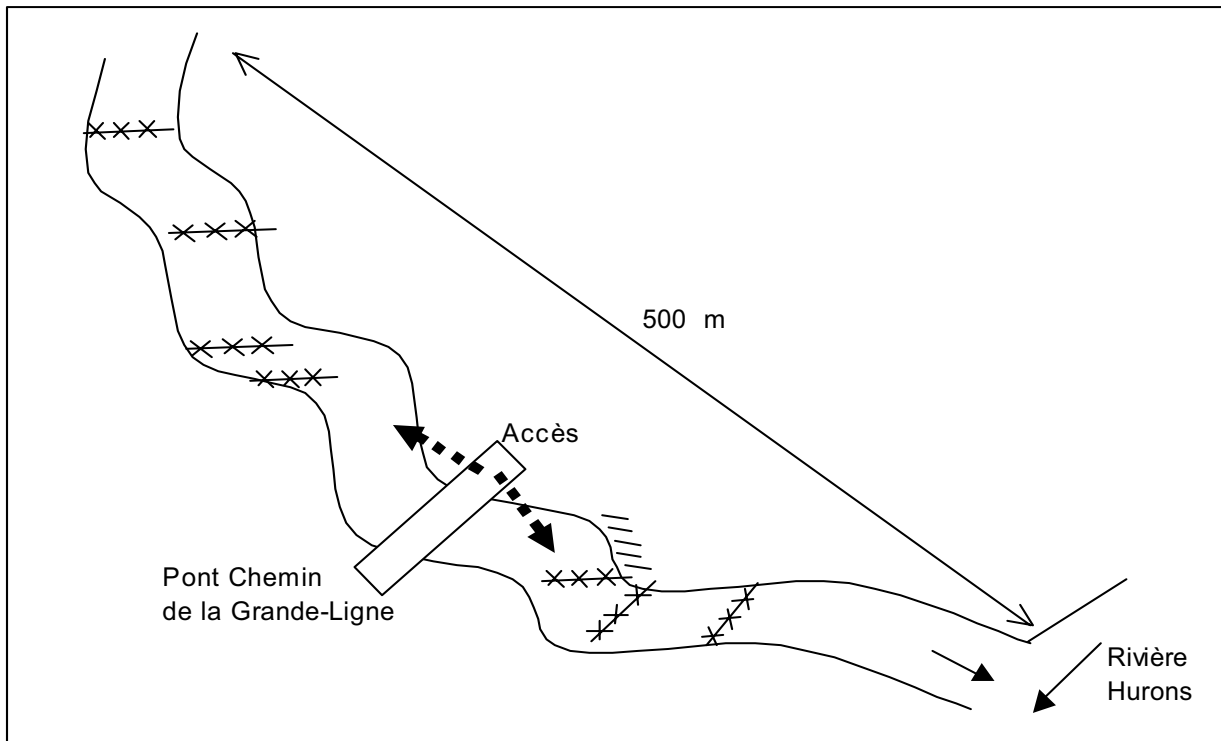 500 m
Accès
Pont Chemin
de la Grande-Ligne
Rivière
Hurons